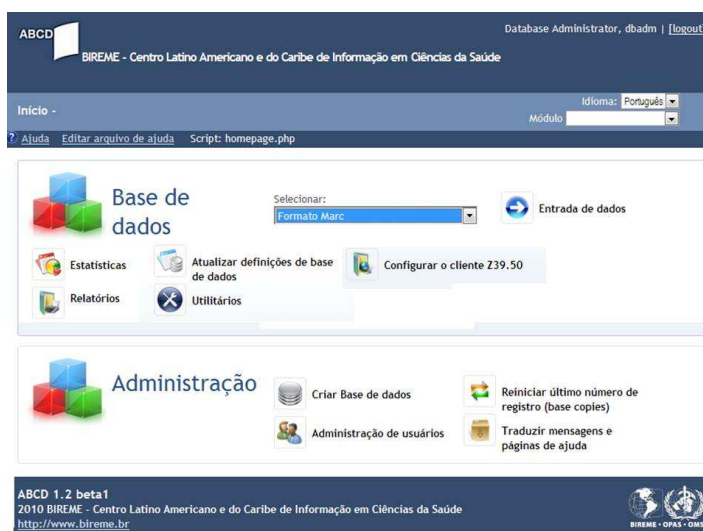 ABCD
Database Administrator, dbadm | [logout]
BIREME - Centro Latino Americano e do Caribe de Informação em Ciências da Saúde
Início -
Idioma: Português
Módulo
? Ajuda Editar arquivo de ajuda Script: homepage.php
Base de
dados
Selecionar:
Formato Marc
Entrada de dados
Estatísticas
Atualizar definições de base
de dados
Configurar o cliente Z39.50
Relatórios
Utilitários
Administração
Criar Base de dados
Reiniciar último número de
registro (base copies)
Administração de usuários
Traduzir mensagens e
páginas de ajuda
ABCD 1.2 beta1
2010 BIREME - Centro Latino Americano e do Caribe de Informação em Ciências da Saúde
http://www.bireme.br
BIREME • OPAS • OMS